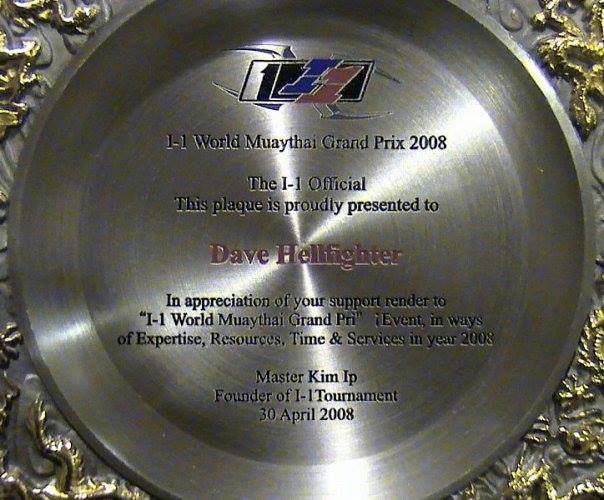 I-1
I-1 World Muaythai Grand Prix 2008
The I-1 Official
This plaque is proudly presented to
Dave Hellfighter
In appreciation of your support render to
“I-1 World Muaythai Grand Pri” ¡Event, in ways
of Expertise, Resources, Time & Services in year 2008
Master Kim Ip
Founder of I-1Tournament
30 April 2008